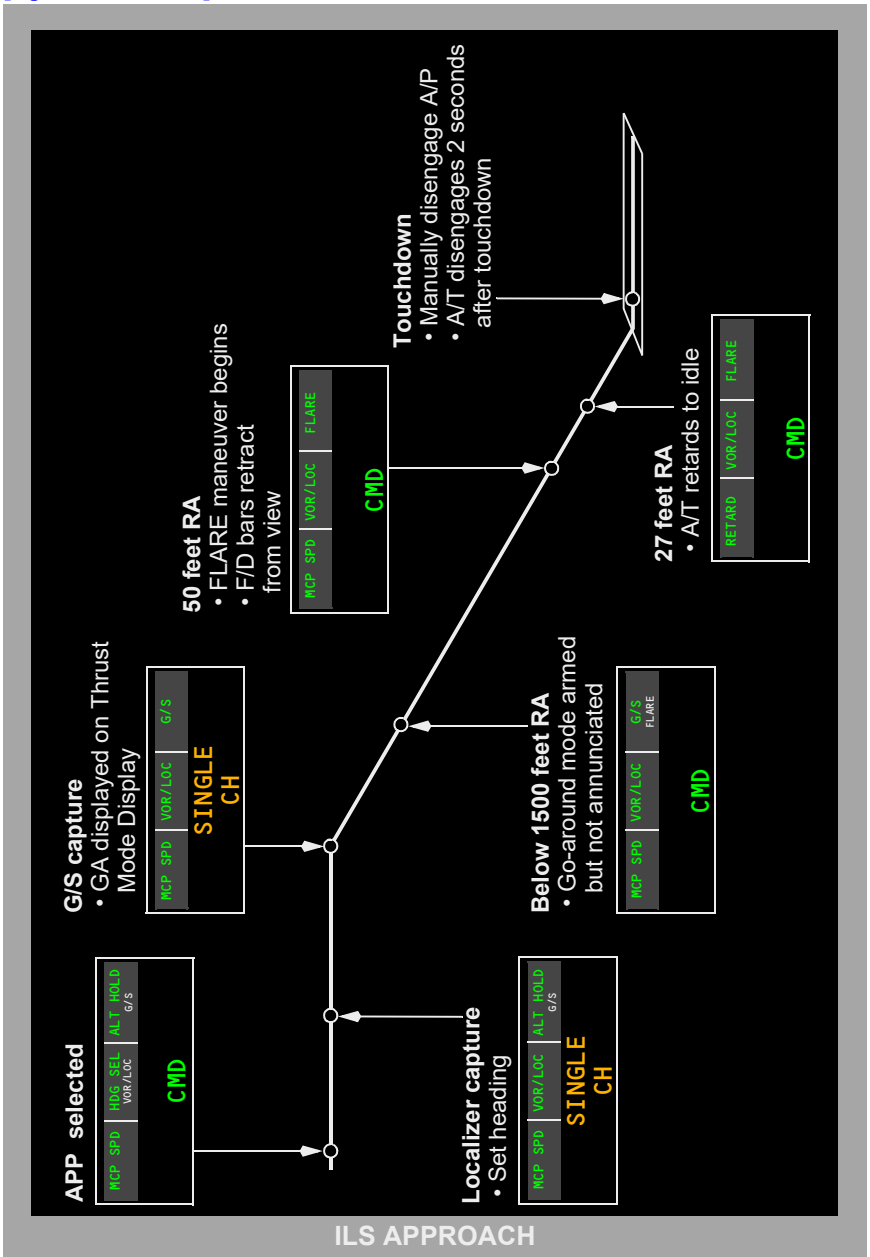 APP selected
MCP SPD HDG SEL ALT HOLD
VOR/LOC G/S
CMD
Localizer capture
• Set heading
MCP SPD VOR/LOC ALT HOLD
G/S
SINGLE
CH
G/S capture
• GA displayed on Thrust
Mode Display
MCP SPD VOR/LOC G/S
SINGLE
CH
Below 1500 feet RA
• Go-around mode armed
but not annunciated
MCP SPD VOR/LOC G/S
FLARE
CMD
50 feet RA
• FLARE maneuver begins
• F/D bars retract
from view
MCP SPD VOR/LOC FLARE
CMD
27 feet RA
• A/T retards to idle
RETARD VOR/LOC FLARE
CMD
Touchdown
• Manually disengage A/P
• A/T disengages 2 seconds
after touchdown
ILS APPROACH